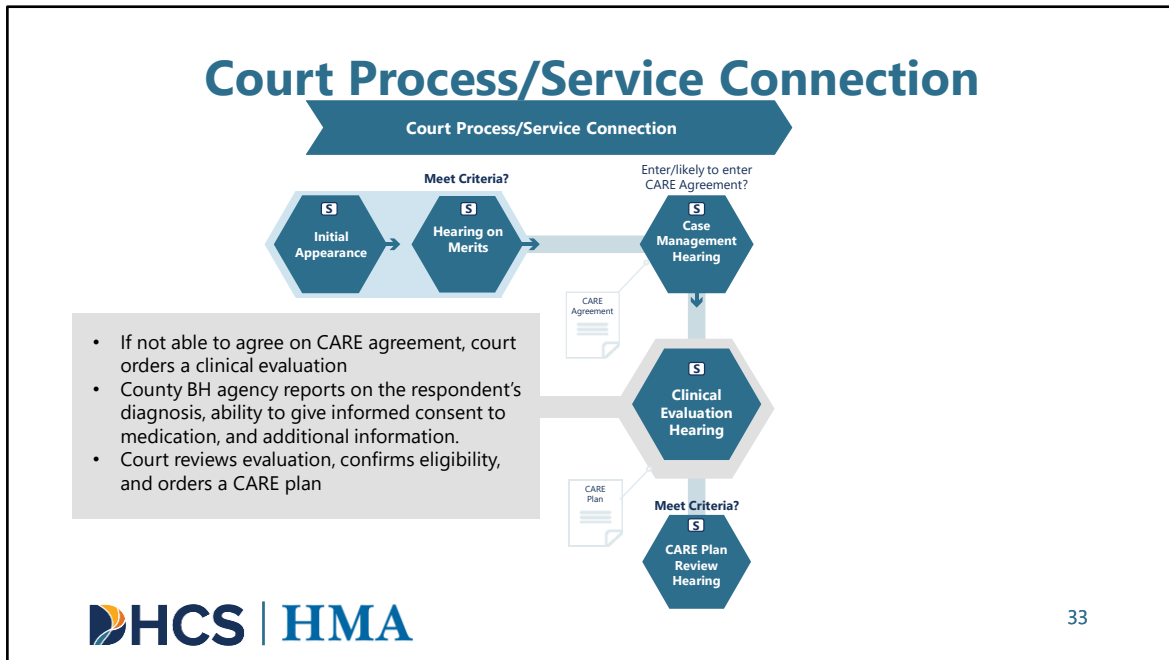 Court Process/Service Connection
Court Process/Service Connection
Meet Criteria?
Enter/likely to enter
CARE Agreement?
S
Initial
Appearance
S
Hearing on
Merits
S
Case
Management
Hearing
CARE
Agreement
• If not able to agree on CARE agreement, court
orders a clinical evaluation
• County BH agency reports on the respondent’s
diagnosis, ability to give informed consent to
medication, and additional information.
• Court reviews evaluation, confirms eligibility,
and orders a CARE plan
S
Clinical
Evaluation
Hearing
CARE
Plan
Meet Criteria?
S
CARE Plan
Review
Hearing
DHCS | HMA
33